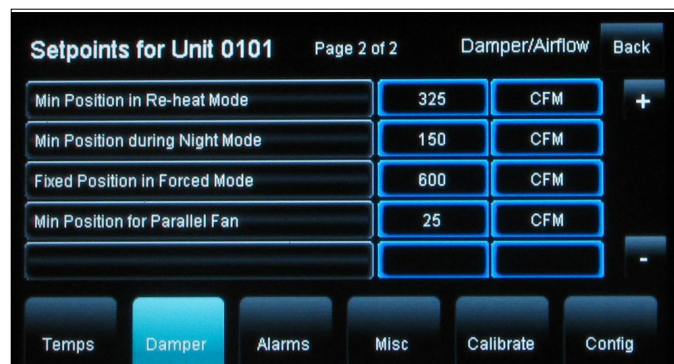 Setpoints for Unit 0101 Page 2 of 2 Damper/Airflow Back
Min Position in Re-heat Mode 325 CFM +
Min Position during Night Mode 150 CFM
Fixed Position in Forced Mode 600 CFM
Min Position for Parallel Fan 25 CFM
-
Temps Damper Alarms Misc Calibrate Config